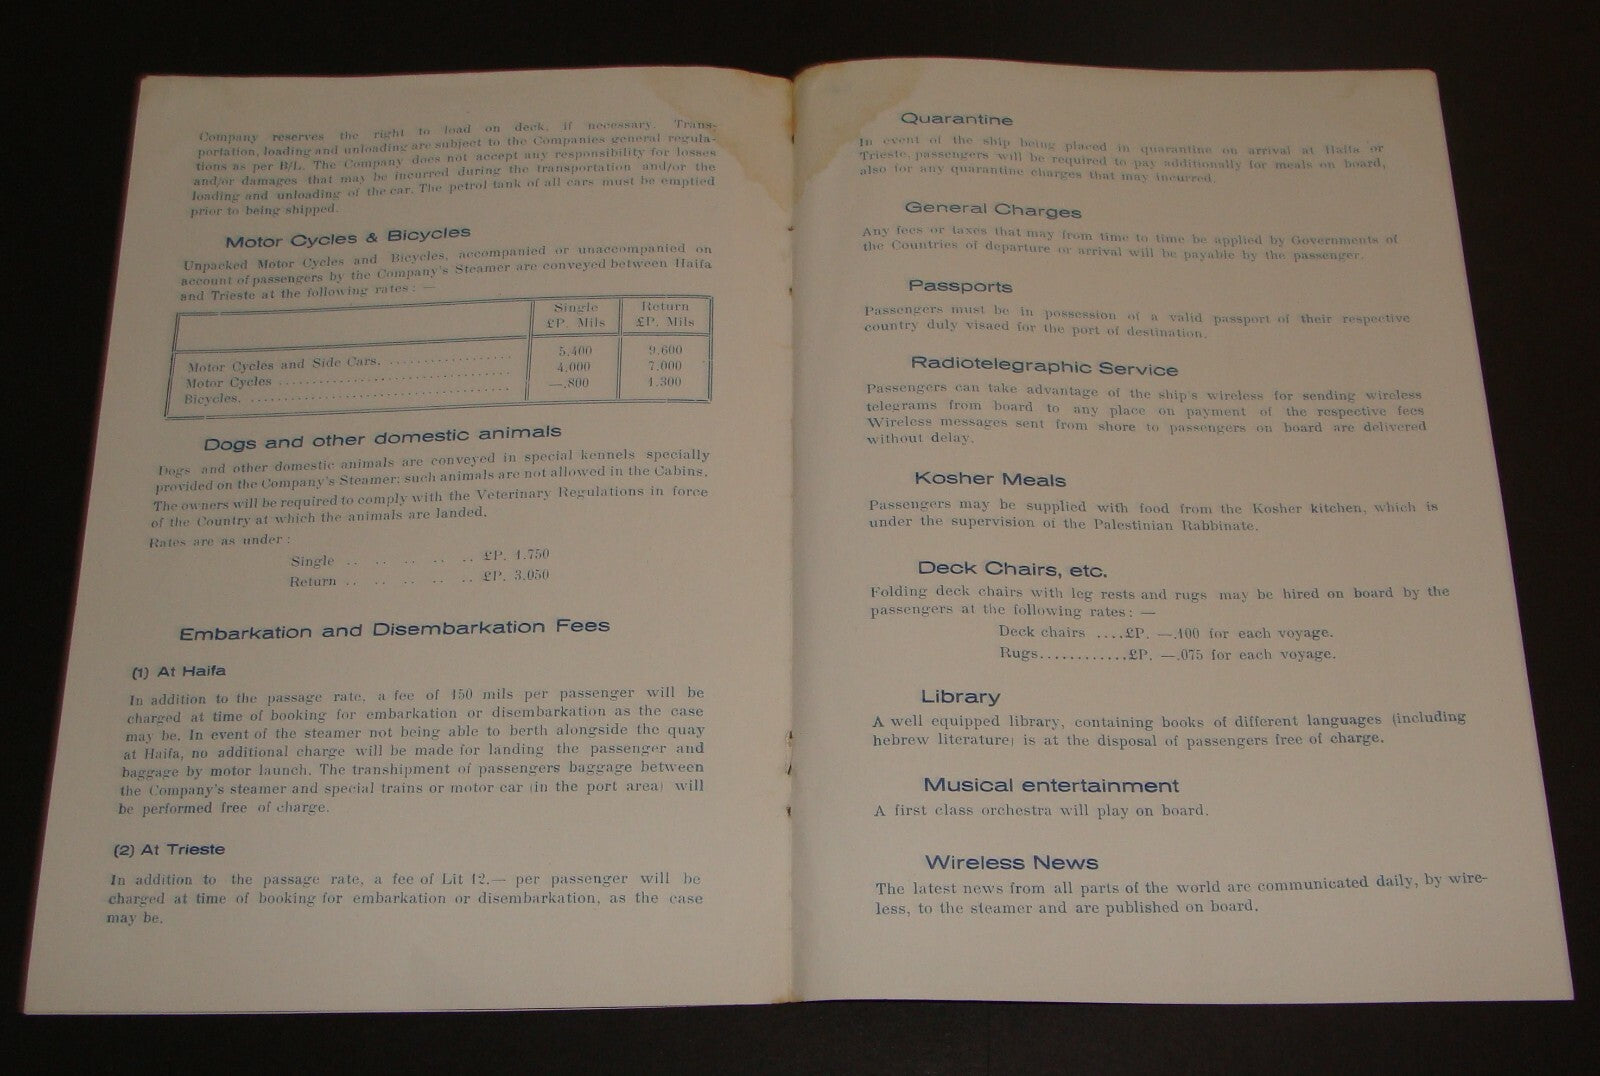 Company reserves the right to load on deck, if necessary. Trans-
portation, loading and unloading are subject to the Companies general regula-
tions as per B/L. The Company does not accept any responsibility for losses
and/or damages that may be incurred during the transportation and/or the
loading and unloading of the car. The petrol tank of all cars must be emptied
prior to being shipped.
Motor Cycles & Bicycles
Unpacked Motor Cycles and Bicycles, accompanied or unaccompanied on
account of passengers by the Company's Steamer are conveyed between Haifa
and Trieste at the following rates : —
Single Return
£P. Mils £P. Mils
Motor Cycles and Side Cars. 5.400 9.600
Motor Cycles 4.000 7.000
Bicycles. —.800 1.300
Dogs and other domestic animals
Dogs and other domestic animals are conveyed in special kennels specially
provided on the Company's Steamer; such animals are not allowed in the Cabins.
The owners will be required to comply with the Veterinary Regulations in force
of the Country at which the animals are landed.
Rates are as under :
Single .. .. .. .. .. £P. 1.750
Return .. .. .. .. .. £P. 3.050
Embarkation and Disembarkation Fees
(1) At Haifa
In addition to the passage rate, a fee of 150 mils per passenger will be
charged at time of booking for embarkation or disembarkation as the case
may be. In event of the steamer not being able to berth alongside the quay
at Haifa, no additional charge will be made for landing the passenger and
baggage by motor launch. The transhipment of passengers baggage between
the Company's steamer and special trains or motor car (in the port area) will
be performed free of charge.
(2) At Trieste
In addition to the passage rate, a fee of Lit 12.— per passenger will be
charged at time of booking for embarkation or disembarkation, as the case
may be.
Quarantine
In event of the ship being placed in quarantine on arrival at Haifa or
Trieste, passengers will be required to pay additionally for meals on board,
also for any quarantine charges that may incurred.
General Charges
Any fees or taxes that may from time to time be applied by Governments of
the Countries of departure or arrival will be payable by the passenger.
Passports
Passengers must be in possession of a valid passport of their respective
country duly visaed for the port of destination.
Radiotelegraphic Service
Passengers can take advantage of the ship's wireless for sending wireless
telegrams from board to any place on payment of the respective fees
Wireless messages sent from shore to passengers on board are delivered
without delay.
Kosher Meals
Passengers may be supplied with food from the Kosher kitchen, which is
under the supervision of the Palestinian Rabbinate.
Deck Chairs, etc.
Folding deck chairs with leg rests and rugs may be hired on board by the
passengers at the following rates : —
Deck chairs ....£P. —.100 for each voyage.
Rugs............£P. —.075 for each voyage.
Library
A well equipped library, containing books of different languages (including
hebrew literature) is at the disposal of passengers free of charge.
Musical entertainment
A first class orchestra will play on board.
Wireless News
The latest news from all parts of the world are communicated daily, by wire-
less, to the steamer and are published on board.